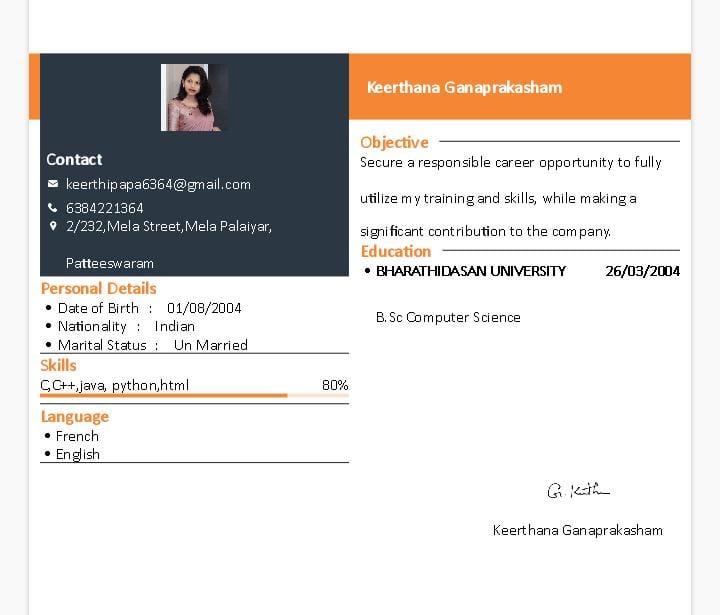 Keerthana Ganaprakasham
Contact
keerthipapa6364@gmail.com
6384221364
2/232,Mela Street,Mela Palaiyar,
Patteeswaram
Personal Details
• Date of Birth : 01/08/2004
• Nationality : Indian
• Marital Status : Un Married
Skills
C,C++,java, python,html 80%
Language
• French
• English
Objective
Secure a responsible career opportunity to fully
utilize my training and skills, while making a
significant contribution to the company.
Education
• BHARATHIDASAN UNIVERSITY 26/03/2004
B.Sc Computer Science
Keerthana Ganaprakasham